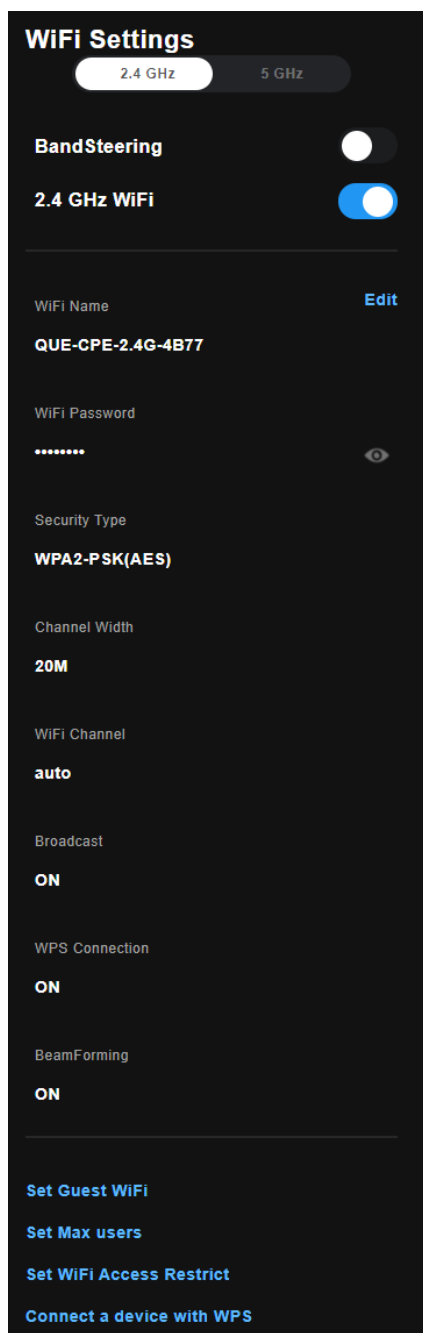 WiFi Settings
2.4 GHz 5 GHz
BandSteering
2.4 GHz WiFi
WiFi Name Edit
QUE-CPE-2.4G-4B77
WiFi Password
••••••••
Security Type
WPA2-PSK(AES)
Channel Width
20M
WiFi Channel
auto
Broadcast
ON
WPS Connection
ON
BeamForming
ON
Set Guest WiFi
Set Max users
Set WiFi Access Restrict
Connect a device with WPS